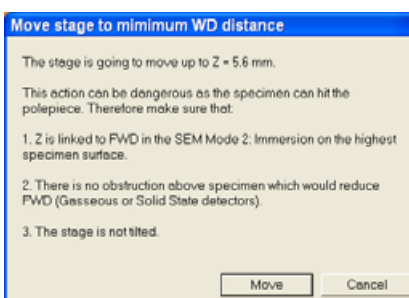 Move stage to mimimum WD distance
The stage is going to move up to Z = 5.6 mm.
This action can be dangerous as the specimen can hit the
polepiece. Therefore make sure that:
1. Z is linked to FWD in the SEM Mode 2: Immersion on the highest
specimen surface.
2. There is no obstruction above specimen which would reduce
FWD (Gasseous or Solid State detectors).
3. The stage is not tilted.
Move Cancel